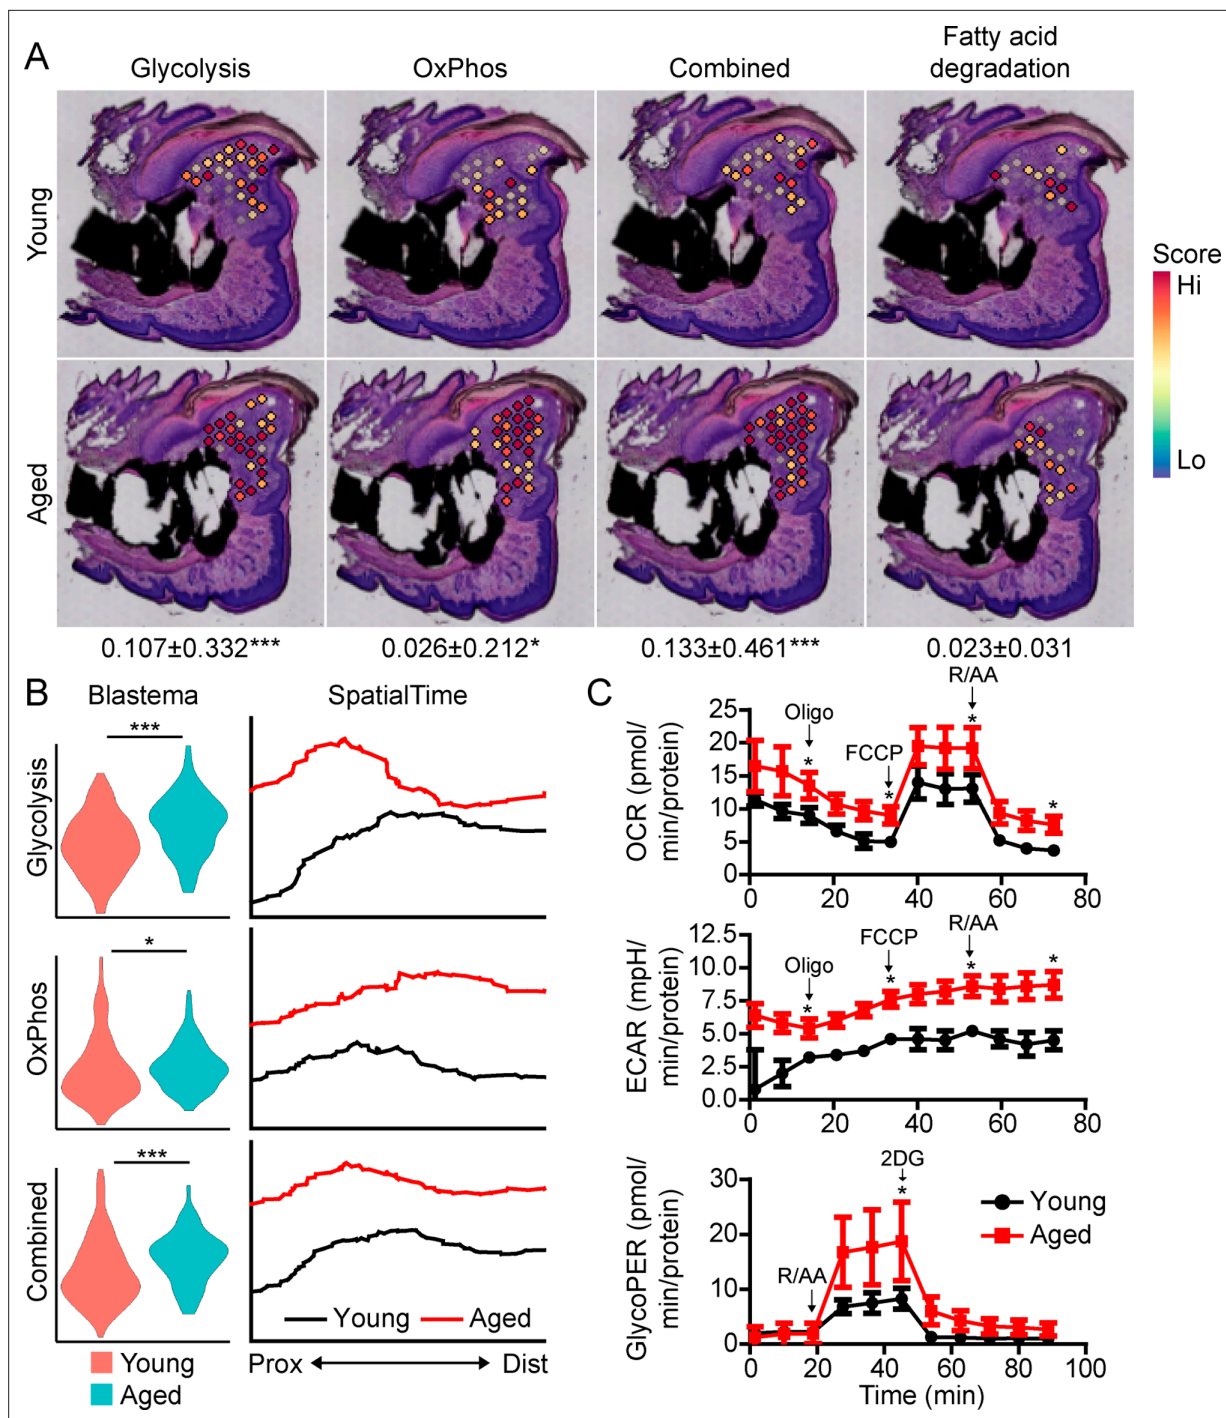 A
Glycolysis
OxPhos
Combined
Fatty acid
degradation
Young
Aged
Score
Hi
Lo
0.107±0.332***
0.026±0.212*
0.133±0.461***
0.023±0.031
B
Blastema
SpatialTime
Glycolysis
***
OxPhos
*
Combined
***
Young
Aged
Young
Aged
Prox
Dist
C
OCR (pmol/
min/protein)
25
20
15
10
5
0
Oligo
*
FCCP
*
R/AA
*
*
0
20
40
60
80
ECAR (mpH/
min/protein)
12.5
10.0
7.5
5.0
2.5
0.0
Oligo
*
FCCP
*
R/AA
*
*
0
20
40
60
80
GlycoPER (pmol/
min/protein)
30
20
10
0
R/AA
2DG
*
Young
Aged
0
20
40
60
80
100
Time (min)